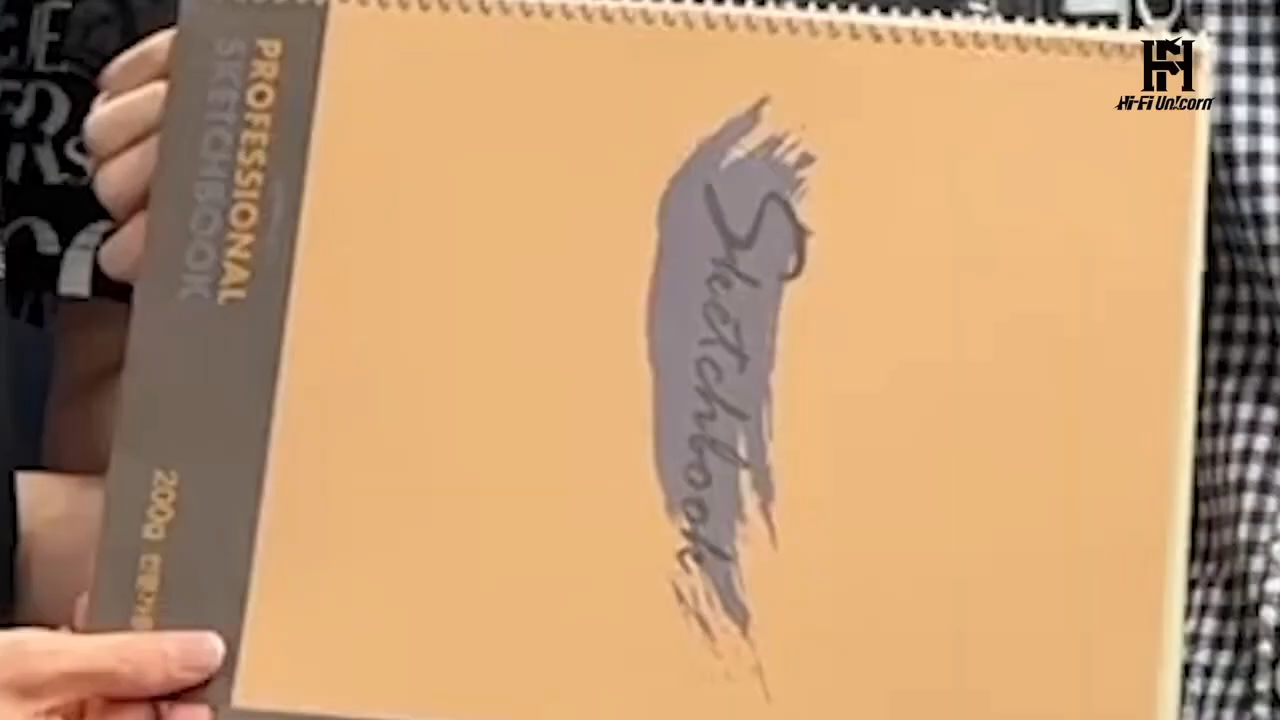 PROFESSIONAL
SKETCHBOOK
Sketchbook
200g
Hi-Fi Un!corn